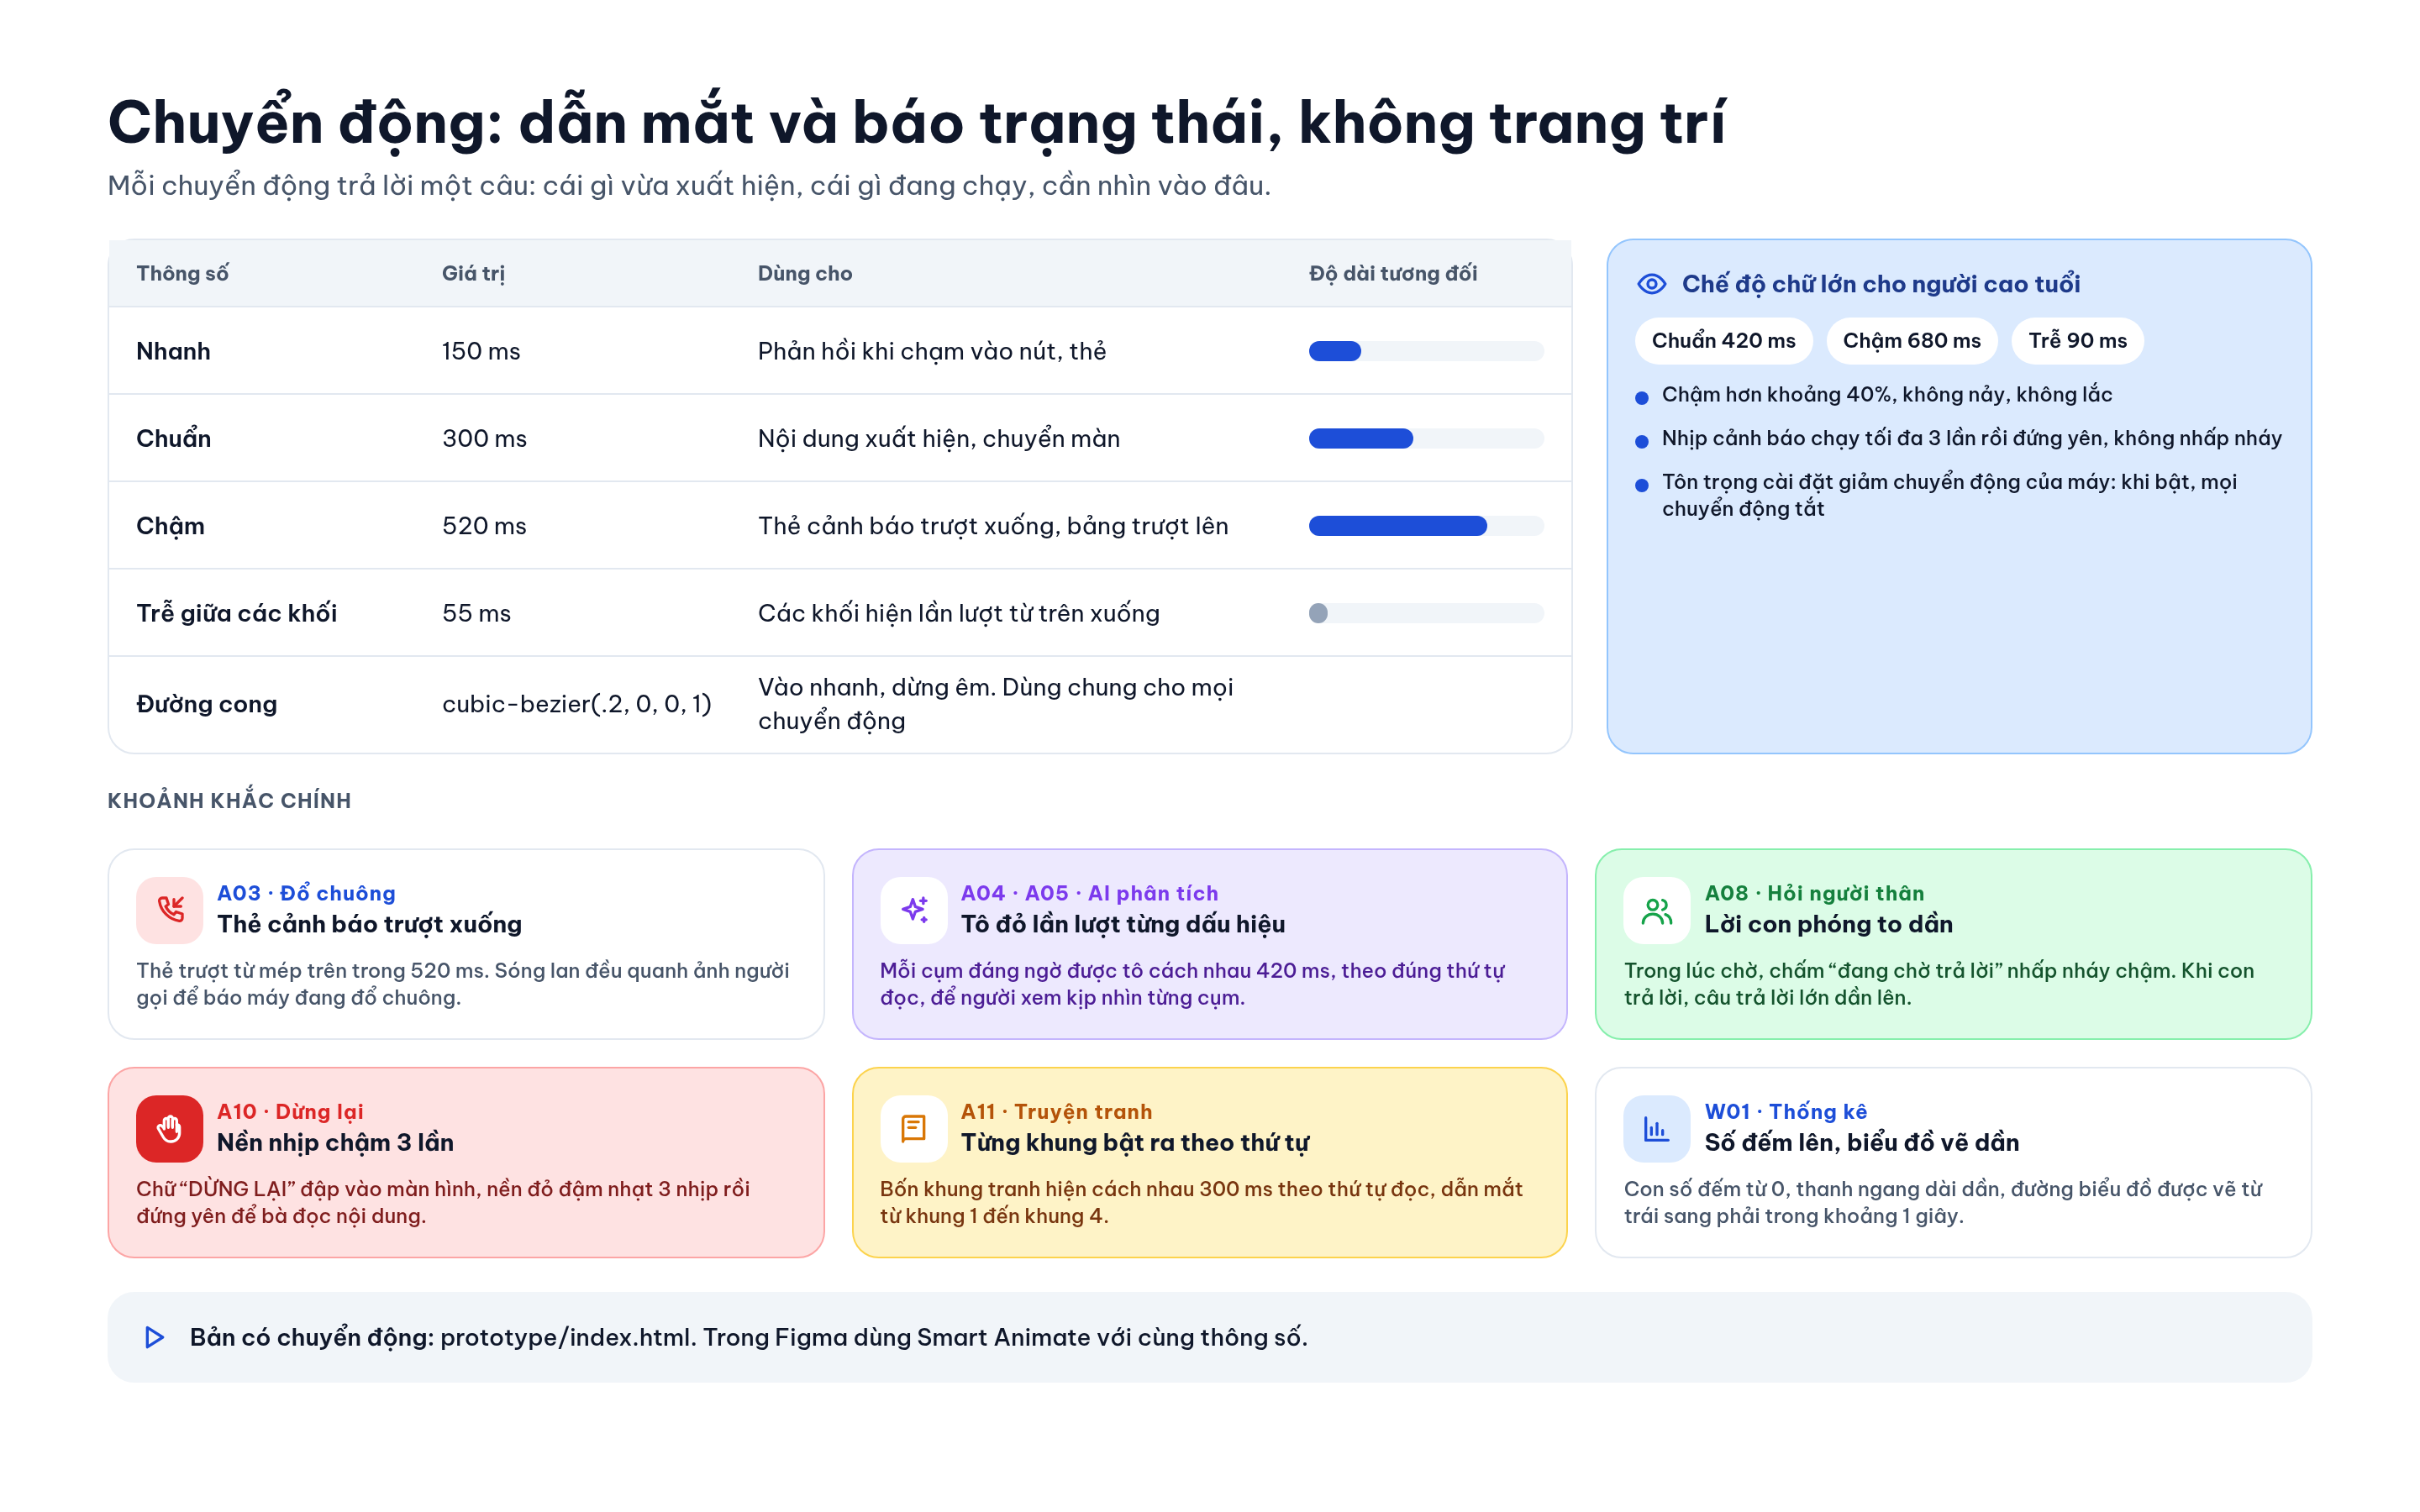 Chuyển động: dẫn mắt và báo trạng thái, không trang trí
Mỗi chuyển động trả lời một câu: cái gì vừa xuất hiện, cái gì đang chạy, cần nhìn vào đâu.
Thông số Giá trị Dùng cho Độ dài tương đối
Nhanh 150 ms Phản hồi khi chạm vào nút, thẻ
Chuẩn 300 ms Nội dung xuất hiện, chuyển màn
Chậm 520 ms Thẻ cảnh báo trượt xuống, bảng trượt lên
Trễ giữa các khối 55 ms Các khối hiện lần lượt từ trên xuống
Đường cong cubic-bezier(.2, 0, 0, 1) Vào nhanh, dừng êm. Dùng chung cho mọi
chuyển động
Chế độ chữ lớn cho người cao tuổi
Chuẩn 420 ms Chậm 680 ms Trễ 90 ms
Chậm hơn khoảng 40%, không nảy, không lắc
Nhịp cảnh báo chạy tối đa 3 lần rồi đứng yên, không nhấp nháy
Tôn trọng cài đặt giảm chuyển động của máy: khi bật, mọi
chuyển động tắt
KHOẢNH KHẮC CHÍNH
A03 · Đổ chuông
Thẻ cảnh báo trượt xuống
Thẻ trượt từ mép trên trong 520 ms. Sóng lan đều quanh ảnh người
gọi để báo máy đang đổ chuông.
A04 · A05 · AI phân tích
Tô đỏ lần lượt từng dấu hiệu
Mỗi cụm đáng ngờ được tô cách nhau 420 ms, theo đúng thứ tự
đọc, để người xem kịp nhìn từng cụm.
A08 · Hỏi người thân
Lời con phóng to dần
Trong lúc chờ, chấm “đang chờ trả lời” nhấp nháy chậm. Khi con
trả lời, câu trả lời lớn dần lên.
A10 · Dừng lại
Nền nhịp chậm 3 lần
Chữ “DỪNG LẠI” đập vào màn hình, nền đỏ đậm nhạt 3 nhịp rồi
đứng yên để bà đọc nội dung.
A11 · Truyện tranh
Từng khung bật ra theo thứ tự
Bốn khung tranh hiện cách nhau 300 ms theo thứ tự đọc, dẫn mắt
từ khung 1 đến khung 4.
W01 · Thống kê
Số đếm lên, biểu đồ vẽ dần
Con số đếm từ 0, thanh ngang dài dần, đường biểu đồ được vẽ từ
trái sang phải trong khoảng 1 giây.
Bản có chuyển động: prototype/index.html. Trong Figma dùng Smart Animate với cùng thông số.